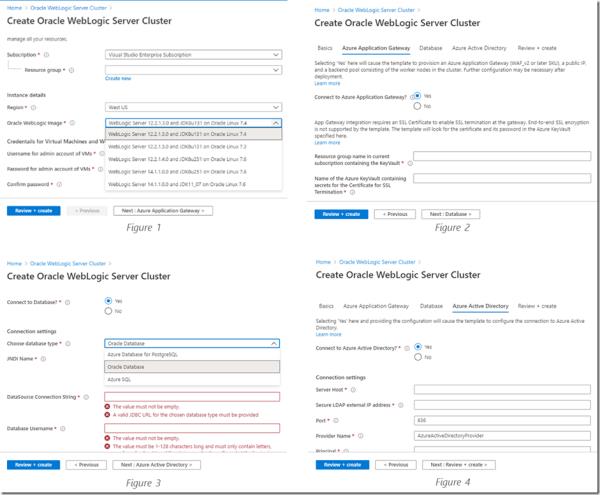 Home > Oracle WebLogic Server Cluster >
Create Oracle WebLogic Server Cluster
manage all your resources.
Subscription * Visual Studio Enterprise Subscription
Resource group *
Create new
Instance details
Region * West US
Oracle WebLogic Image * WebLogic Server 12.2.1.3.0 and JDK8u131 on Oracle Linux 7.4
WebLogic Server 12.2.1.3.0 and JDK8u131 on Oracle Linux 7.4
WebLogic Server 12.2.1.3.0 and JDK8u131 on Oracle Linux 7.3
Credentials for Virtual Machines and W
WebLogic Server 12.2.1.4.0 and JDK8u251 on Oracle Linux 7.6
Username for admin account of VMs *
Password for admin account of VMs *
WebLogic Server 14.1.1.0.0 and JDK8u251 on Oracle Linux 7.6
Confirm password *
WebLogic Server 14.1.1.0.0 and JDK11_07 on Oracle Linux 7.6
Review + create
< Previous
Next : Azure Application Gateway >
Figure 1
Home > Oracle WebLogic Server Cluster >
Create Oracle WebLogic Server Cluster
Basics Azure Application Gateway Database Azure Active Directory Review + create
Selecting 'Yes' here will cause the template to provision an Azure Application Gateway (WAF_v2 or later SKU), a public IP,
and a backend pool consisting of the worker nodes in the cluster. Further configuration may be necessary after
deployment.
Learn more
Connect to Azure Application Gateway? Yes
No
App Gateway integration requires an SSL Certificate to enable SSL termination at the gateway. End-to-end SSL encryption
is not supported by the template. The template will look for the certificate and its password in the Azure KeyVault
specified here.
Resource group name in current
subscription containing the KeyVault *
Name of the Azure KeyVault containing
secrets for the Certificate for SSL
Termination *
Review + create
< Previous
Next : Database >
Figure 2
Home > Oracle WebLogic Server Cluster >
Create Oracle WebLogic Server Cluster
Connect to Database? * Yes
No
Connection settings
Choose database type * Oracle Database
Azure Database for PostgreSQL
JNDI Name *
Oracle Database
Azure SQL
DataSource Connection String *
The value must not be empty.
A valid JDBC URL for the chosen database type must be provided
Database Username *
The value must not be empty.
The value must be 1-128 characters long and must only contain letters,
Review + create
< Previous
Next : Azure Active Directory >
Figure 3
Home > Oracle WebLogic Server Cluster >
Create Oracle WebLogic Server Cluster
Basics Azure Application Gateway Database Azure Active Directory Review + create
Selecting 'Yes' here and providing the configuration will cause the template to configure the connection to Azure Active
Directory.
Learn more
Connect to Azure Active Directory? * Yes
No
Connection settings
Server Host *
Secure LDAP external IP address *
Port * 636
Provider Name * AzureActiveDirectoryProvider
Principal *
Review + create
< Previous
Next : Review + create >
Figure 4